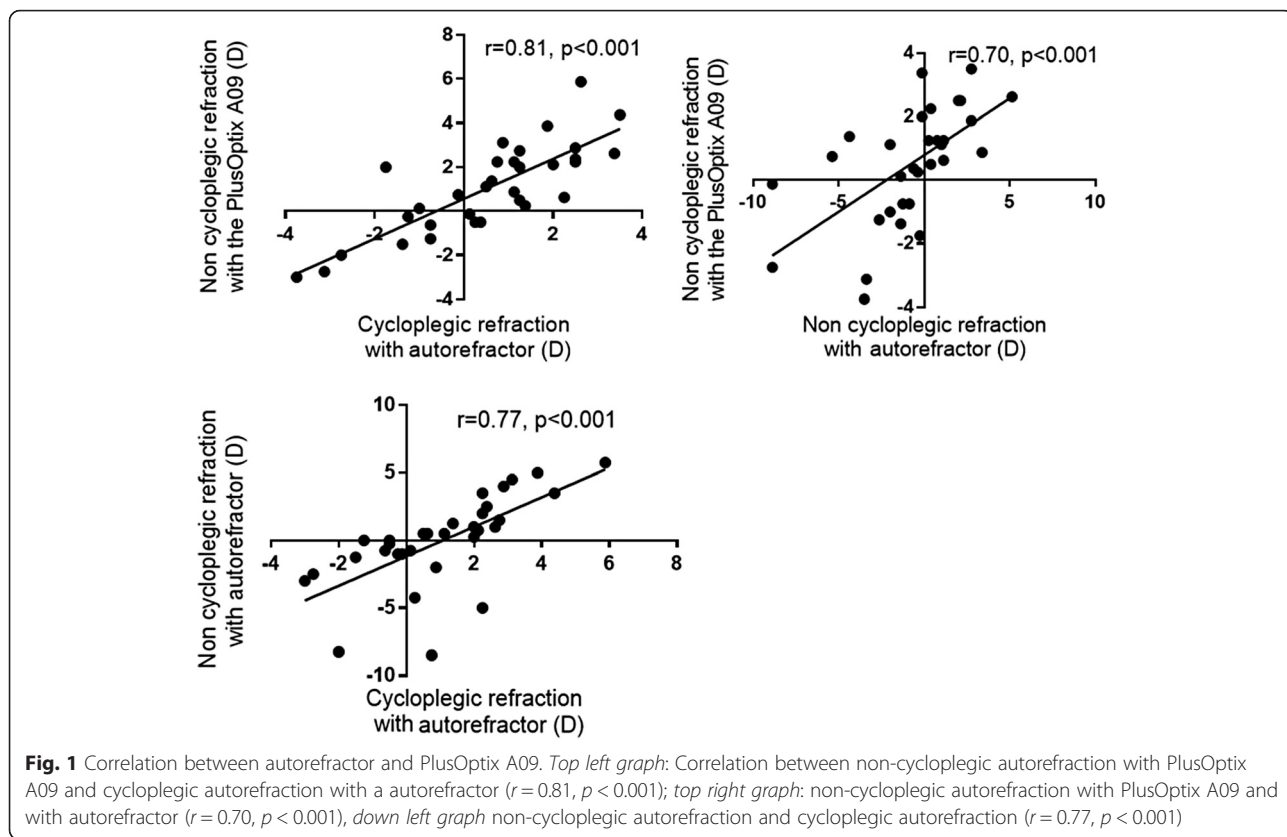 Non cycloplegic refraction
with the PlusOptix A09 (D)
8
6
4
2
-2
-4
-4
-2
2
4
r=0.81, p<0.001
Cycloplegic refraction
with autorefractor (D)
Non cycloplegic refraction
with the PlusOptix A09 (D)
4
2
-2
-4
-10
-5
5
10
r=0.70, p<0.001
Non cycloplegic refraction
with autorefractor (D)
Non cycloplegic refraction
with autorefractor (D)
10
5
-5
-10
-4
-2
2
4
6
8
r=0.77, p<0.001
Cycloplegic refraction
with autorefractor (D)
Fig. 1 Correlation between autorefractor and PlusOptix A09. Top left graph: Correlation between non-cycloplegic autorefraction with PlusOptix
A09 and cycloplegic autorefraction with a autorefractor (r = 0.81, p < 0.001); top right graph: non-cycloplegic autorefraction with PlusOptix A09 and
with autorefractor (r = 0.70, p < 0.001), down left graph non-cycloplegic autorefraction and cycloplegic autorefraction (r = 0.77, p < 0.001)